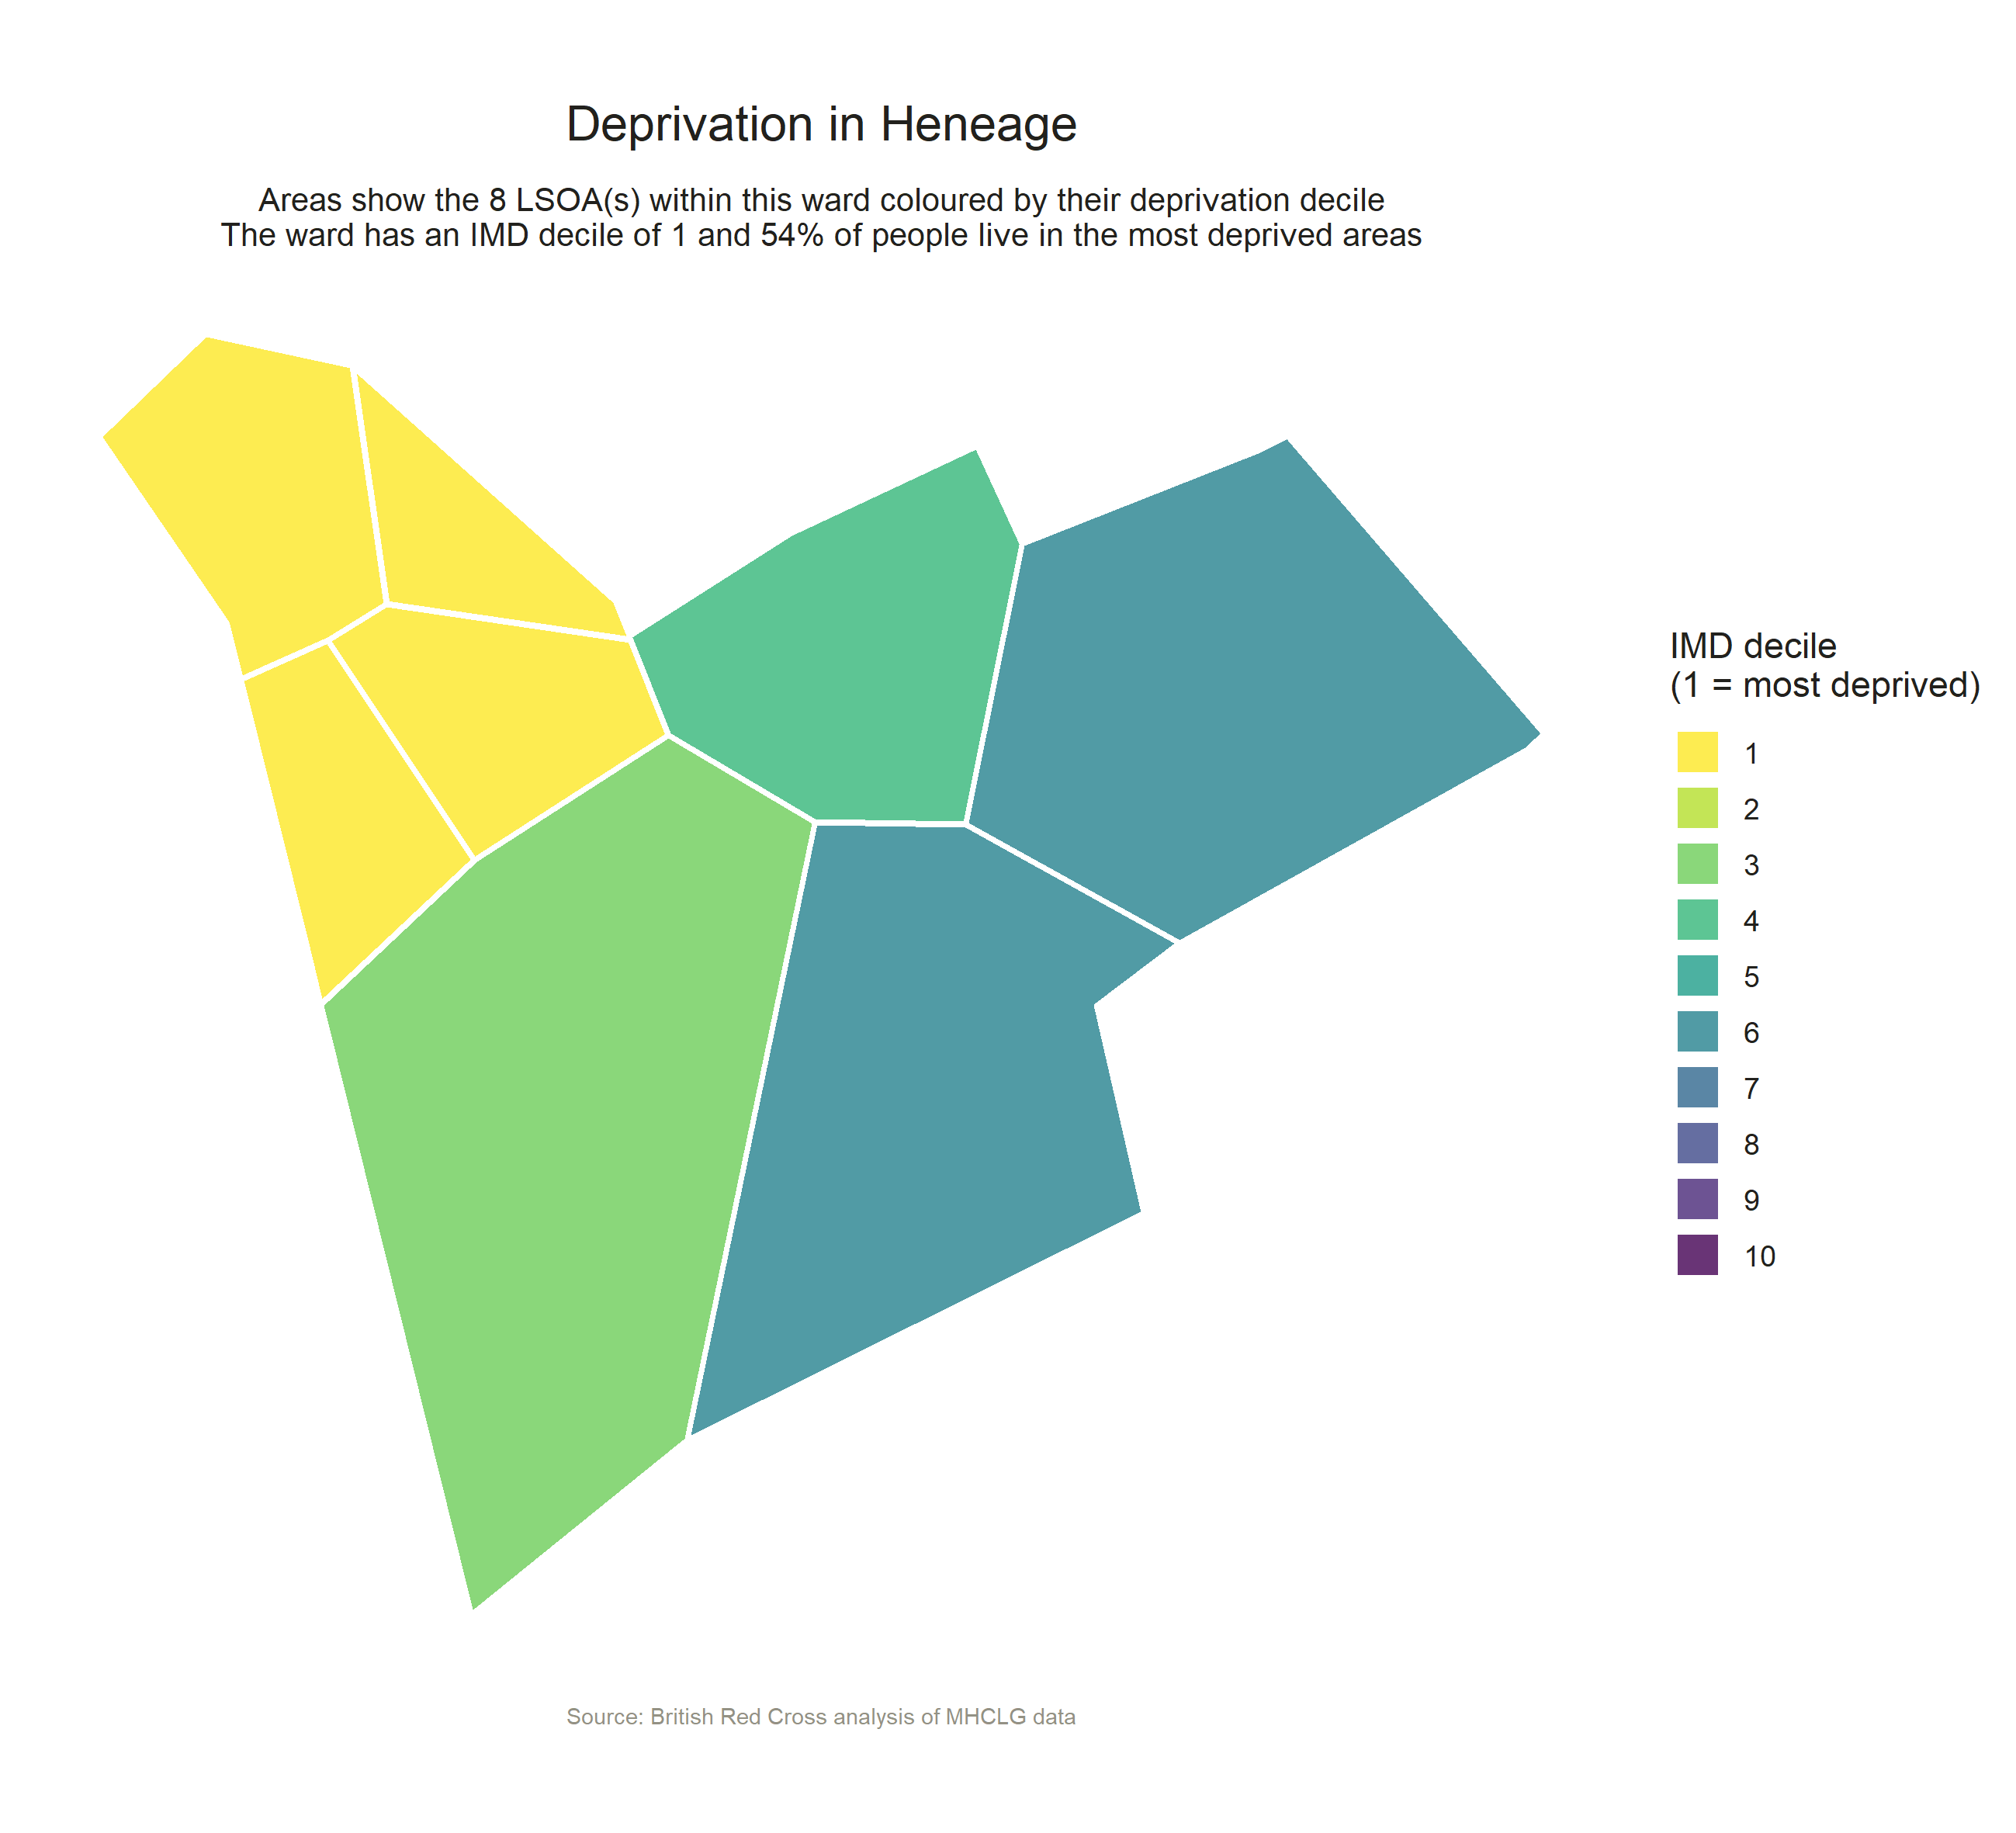 Deprivation in Heneage
Areas show the 8 LSOA(s) within this ward coloured by their deprivation decile
The ward has an IMD decile of 1 and 54% of people live in the most deprived areas
IMD decile
(1 = most deprived)
1
2
3
4
5
6
7
8
9
10
Source: British Red Cross analysis of MHCLG data